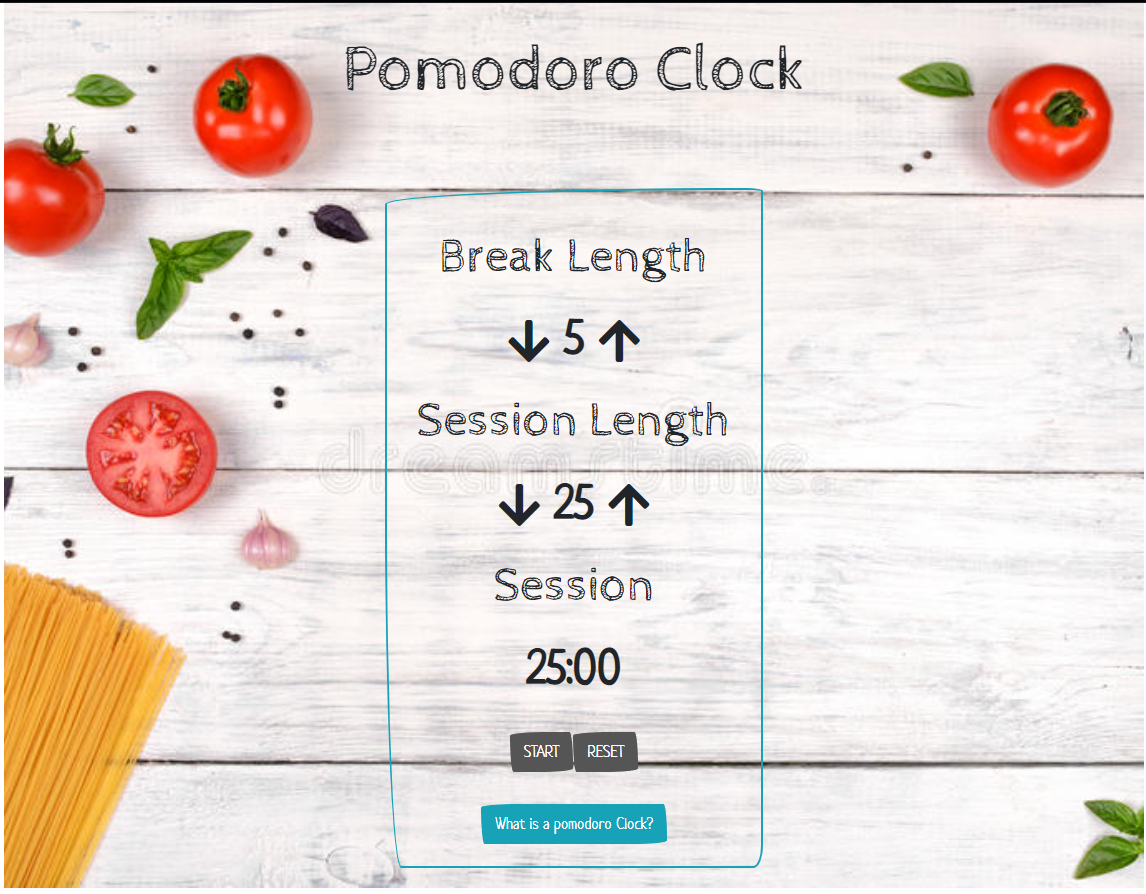 Pomodoro Clock
Break Length
5
Session Length
dreamstime.
25
Session
25:00
START RESET
What is a pomodoro Clock?